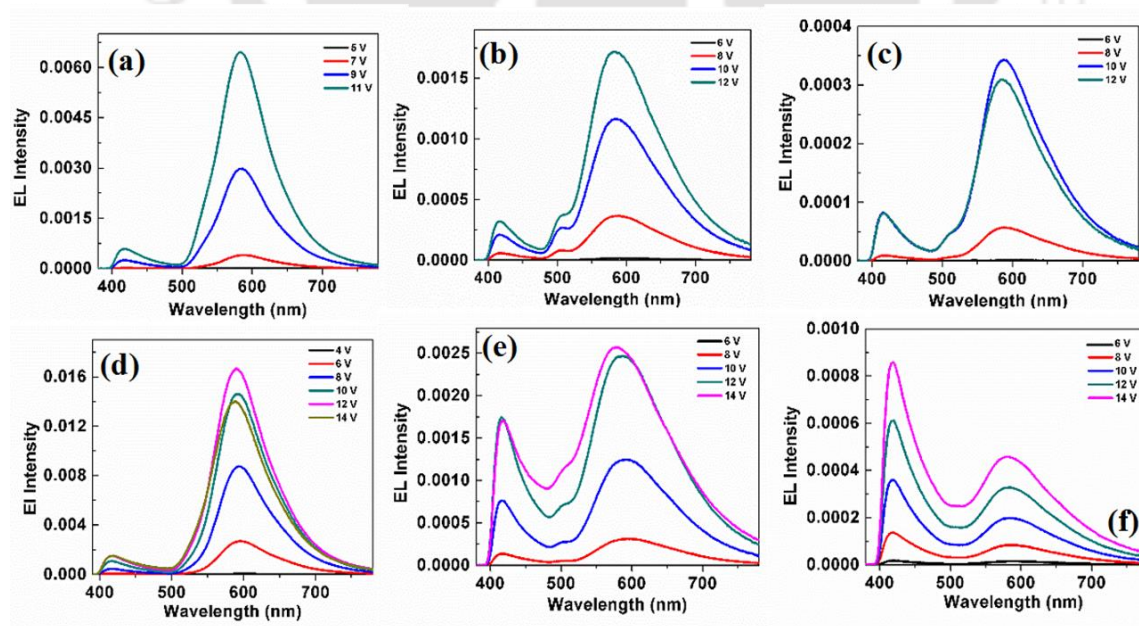 (a)
5 V
7 V
9 V
11 V
EL Intensity
0.0060
0.0045
0.0030
0.0015
0.0000
400 500 600 700
Wavelength (nm)
(b)
6 V
8 V
10 V
12 V
EL Intensity
0.0015
0.0010
0.0005
0.0000
400 500 600 700
Wavelength (nm)
(c)
6 V
8 V
10 V
12 V
EL Intensity
0.0004
0.0003
0.0002
0.0001
0.0000
400 500 600 700
Wavelength (nm)
(d)
4 V
6 V
8 V
10 V
12 V
14 V
El Intensity
0.016
0.012
0.008
0.004
0.000
400 500 600 700
Wavelength (nm)
(e)
6 V
8 V
10 V
12 V
14 V
EL Intensity
0.0025
0.0020
0.0015
0.0010
0.0005
0.0000
400 500 600 700
Wavelength (nm)
6 V
8 V
10 V
12 V
14 V
(f)
EL Intensity
0.0010
0.0008
0.0006
0.0004
0.0002
0.0000
400 500 600 700
Wavelength (nm)